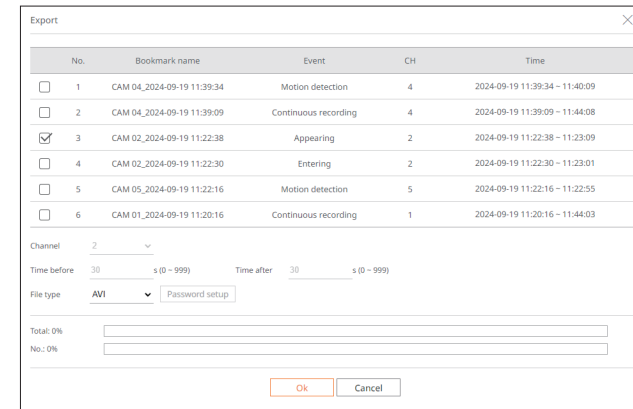 Export
No. Bookmark name Event CH Time
1 CAM 04_2024-09-19 11:39:34 Motion detection 4 2024-09-19 11:39:34 ~ 11:40:09
2 CAM 04_2024-09-19 11:39:09 Continuous recording 4 2024-09-19 11:39:09 ~ 11:44:08
3 CAM 02_2024-09-19 11:22:38 Appearing 2 2024-09-19 11:22:38 ~ 11:23:09
4 CAM 02_2024-09-19 11:22:30 Entering 2 2024-09-19 11:22:30 ~ 11:23:01
5 CAM 05_2024-09-19 11:22:16 Motion detection 5 2024-09-19 11:22:16 ~ 11:22:55
6 CAM 01_2024-09-19 11:20:16 Continuous recording 1 2024-09-19 11:20:16 ~ 11:44:03
Channel 2
Time before 30 s (0 ~ 999) Time after 30 s (0 ~ 999)
File type AVI Password setup
Total: 0%
No.: 0%
Ok Cancel